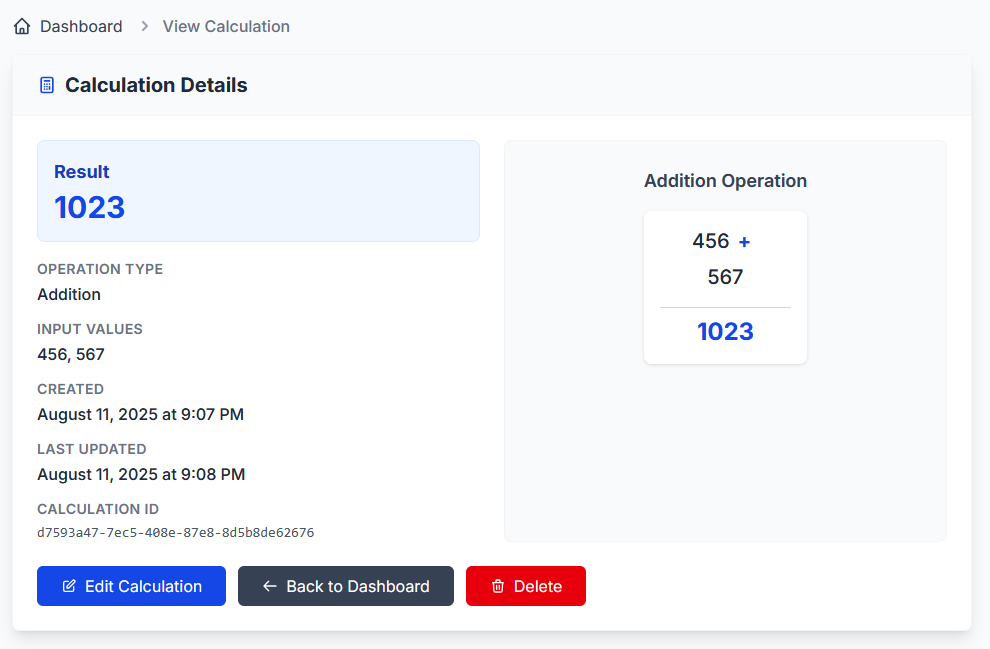 Dashboard > View Calculation
Calculation Details
Result
1023
OPERATION TYPE
Addition
INPUT VALUES
456, 567
CREATED
August 11, 2025 at 9:07 PM
LAST UPDATED
August 11, 2025 at 9:08 PM
CALCULATION ID
d7593a47-7ec5-408e-87e8-8d5b8de62676
Addition Operation
456 +
567
1023
Edit Calculation
Back to Dashboard
Delete